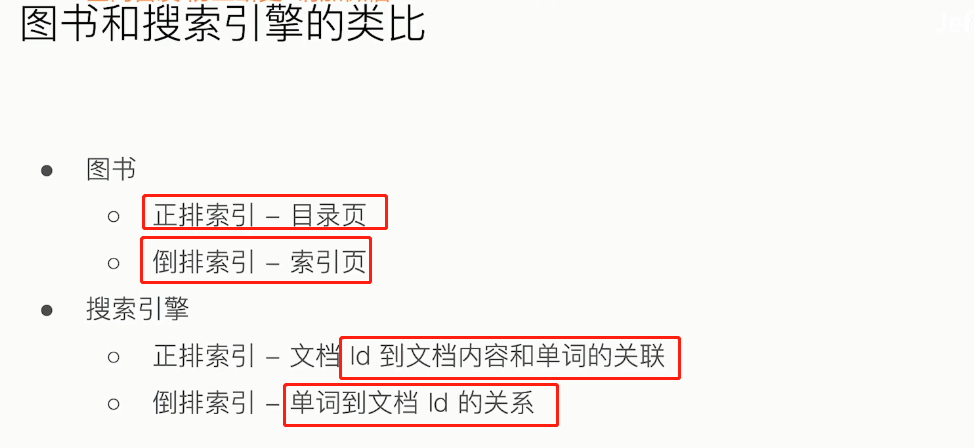 图书和搜索引擎的类比
图书
正排索引 – 目录页
倒排索引 – 索引页
搜索引擎
正排索引 – 文档 Id 到文档内容和单词的关联
倒排索引 – 单词到文档 Id 的关系